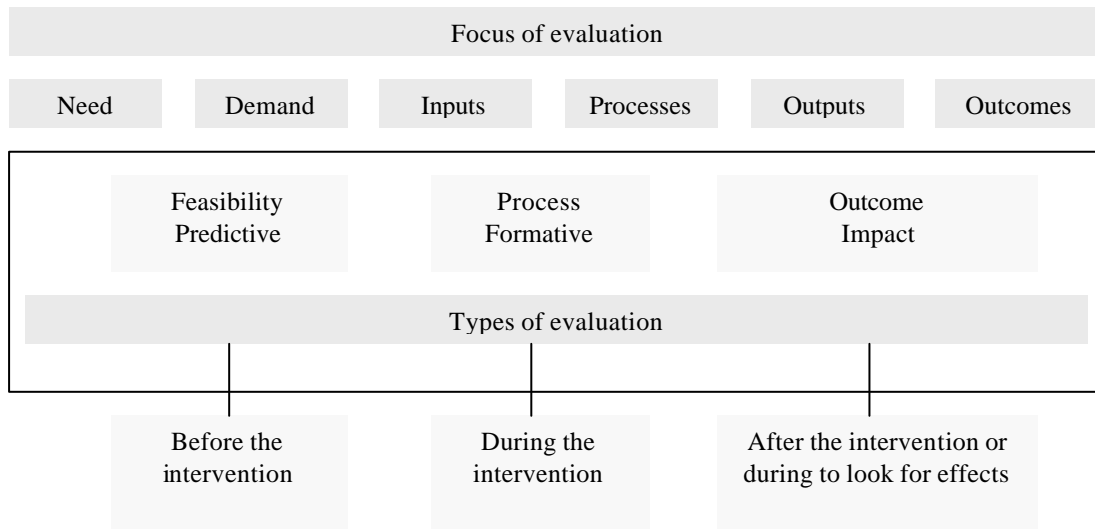 Focus of evaluation
Need Demand Inputs Processes Outputs Outcomes
Feasibility
Predictive
Process
Formative
Outcome
Impact
Types of evaluation
Before the
intervention
During the
intervention
After the intervention or
during to look for effects